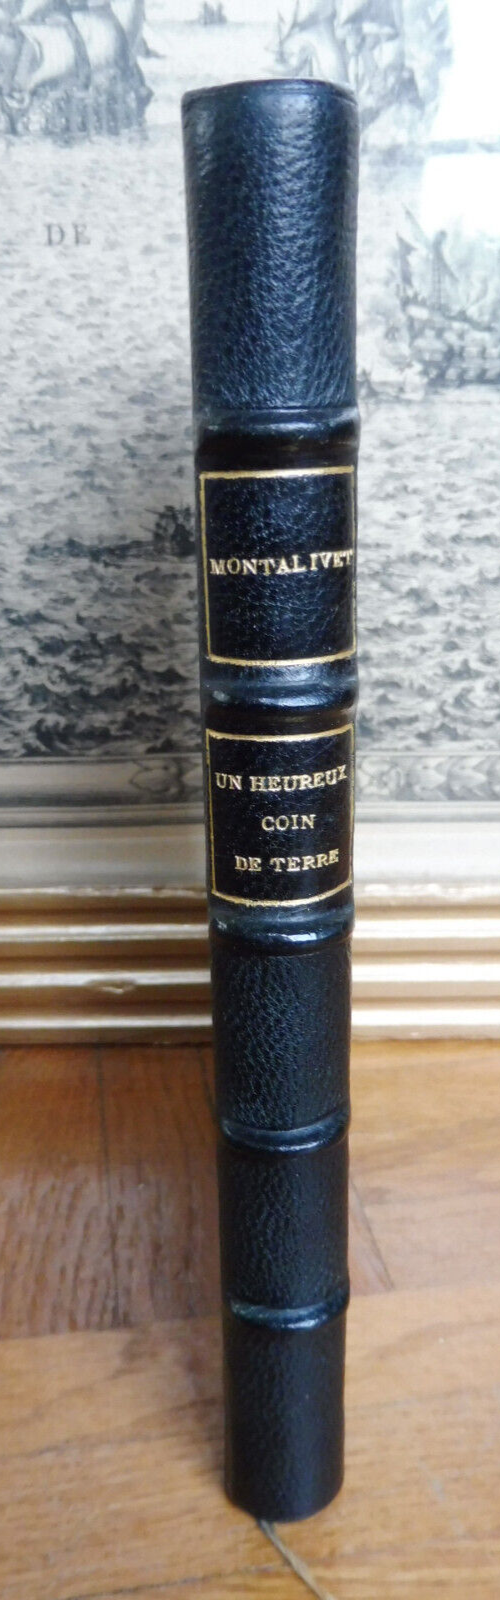 DE
MONTALIVET
UN HEUREUX
COIN
DE TERRE